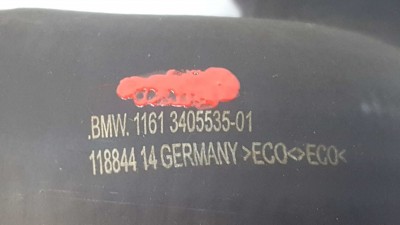 .BMW. 1161 3405535-01
118844 14 GERMANY >ECO<>ECO<